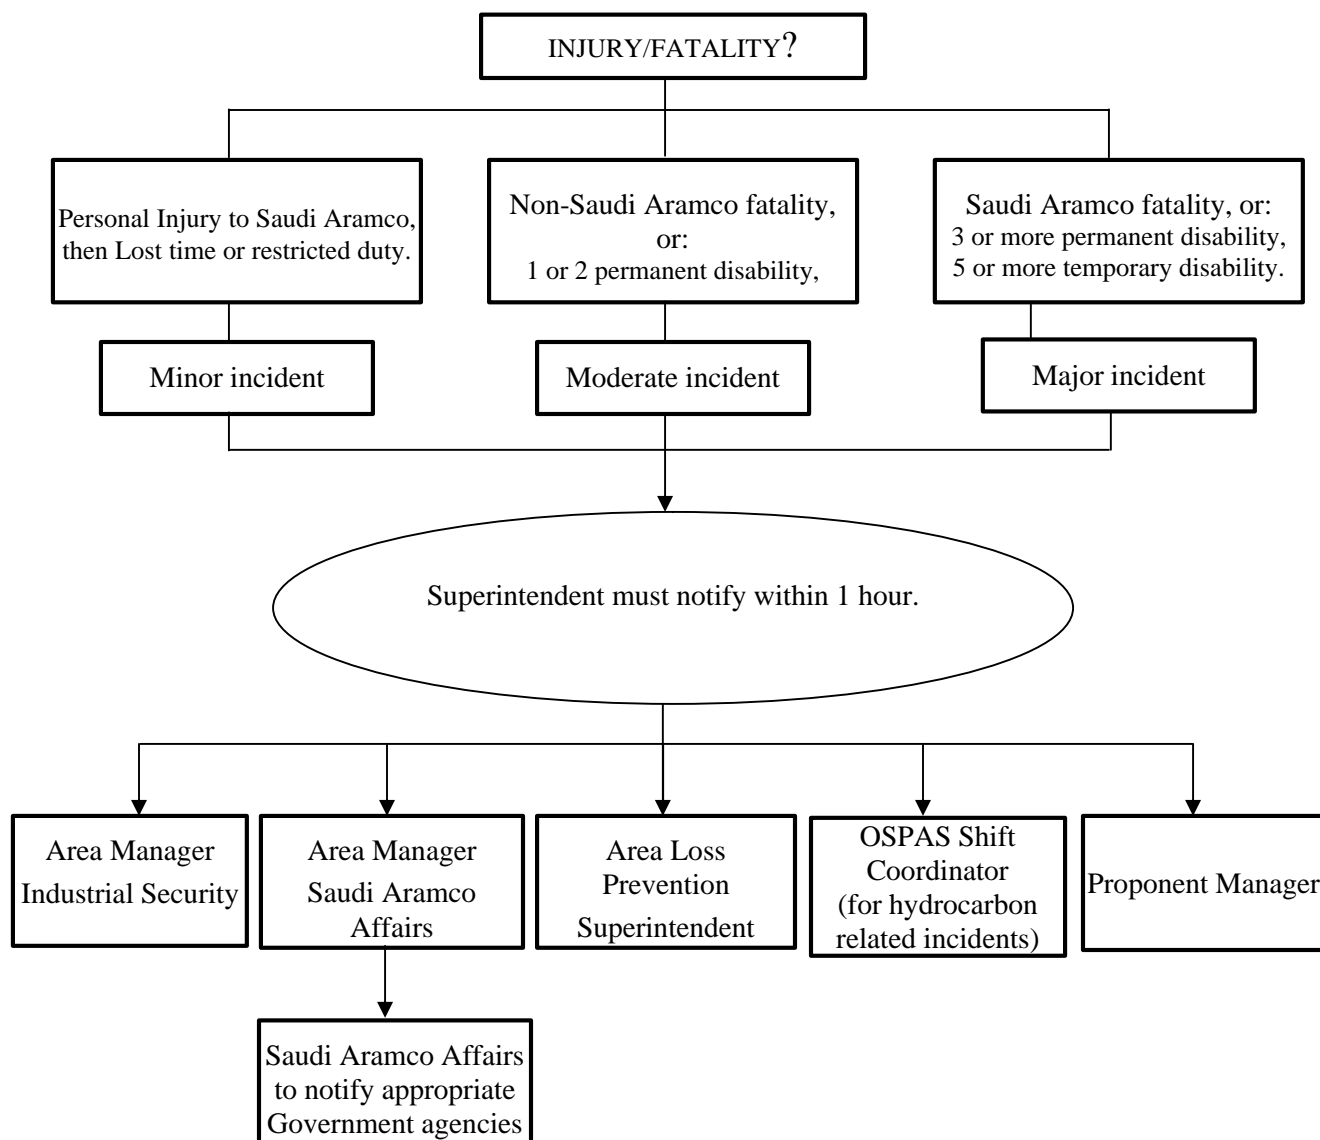 INJURY/FATALITY?
Personal Injury to Saudi Aramco,
then Lost time or restricted duty.
Non-Saudi Aramco fatality,
or:
1 or 2 permanent disability,
Saudi Aramco fatality, or:
3 or more permanent disability,
5 or more temporary disability.
Minor incident
Moderate incident
Major incident
Superintendent must notify within 1 hour.
Area Manager
Industrial Security
Area Manager
Saudi Aramco
Affairs
Area Loss
Prevention
Superintendent
OSPAS Shift
Coordinator
(for hydrocarbon
related incidents)
Proponent Manager
Saudi Aramco Affairs
to notify appropriate
Government agencies